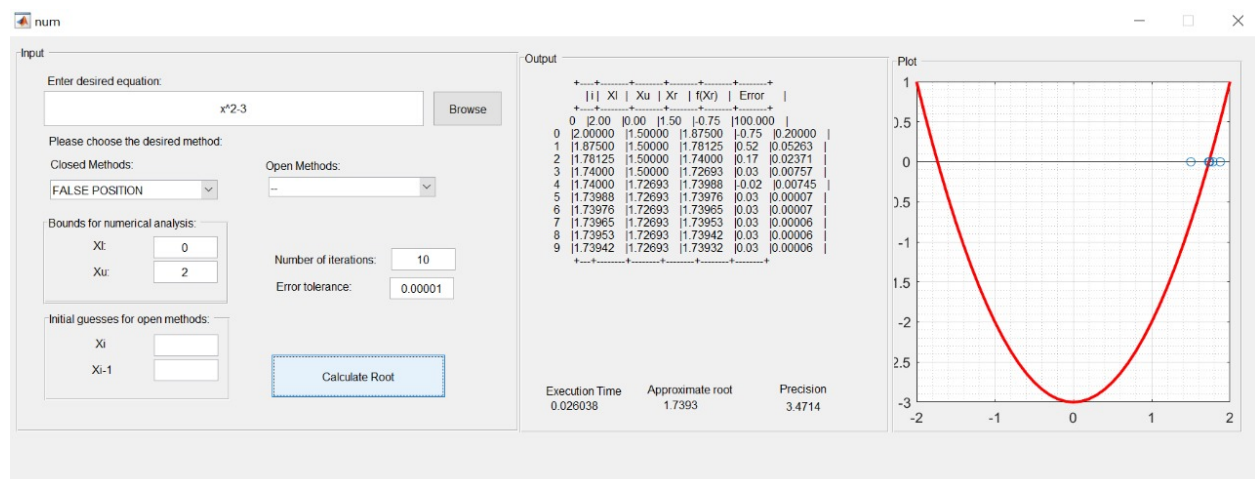 num
Input
Enter desired equation:
x^2-3
Browse
Please choose the desired method:
Closed Methods:
Open Methods:
FALSE POSITION
--
Bounds for numerical analysis:
Xl:
0
Xu:
2
Number of iterations:
10
Error tolerance:
0.00001
Initial guesses for open methods:
Xi
Xi-1
Calculate Root
Output
+----+--------+--------+--------+--------+
|i| Xl | Xu | Xr | f(Xr) | Error |
+----+--------+--------+--------+--------+
0 |2.00 |0.00 |1.50 |-0.75 |100.000 |
0 |2.00000 |1.50000 |1.87500 |-0.75 |0.20000 |
1 |1.87500 |1.50000 |1.78125 |0.52 |0.05263 |
2 |1.78125 |1.50000 |1.74000 |0.17 |0.02371 |
3 |1.74000 |1.50000 |1.72693 |0.03 |0.00757 |
4 |1.74000 |1.72693 |1.73988 |-0.02 |0.00745 |
5 |1.73988 |1.72693 |1.73976 |0.03 |0.00007 |
6 |1.73976 |1.72693 |1.73965 |0.03 |0.00007 |
7 |1.73965 |1.72693 |1.73953 |0.03 |0.00006 |
8 |1.73953 |1.72693 |1.73942 |0.03 |0.00006 |
9 |1.73942 |1.72693 |1.73932 |0.03 |0.00006 |
+---+--------+--------+--------+--------+
Execution Time
Approximate root
Precision
0.026038
1.7393
3.4714
Plot
1
0.5
0
-0.5
-1
-1.5
-2
-2.5
-3
-2 -1 0 1 2